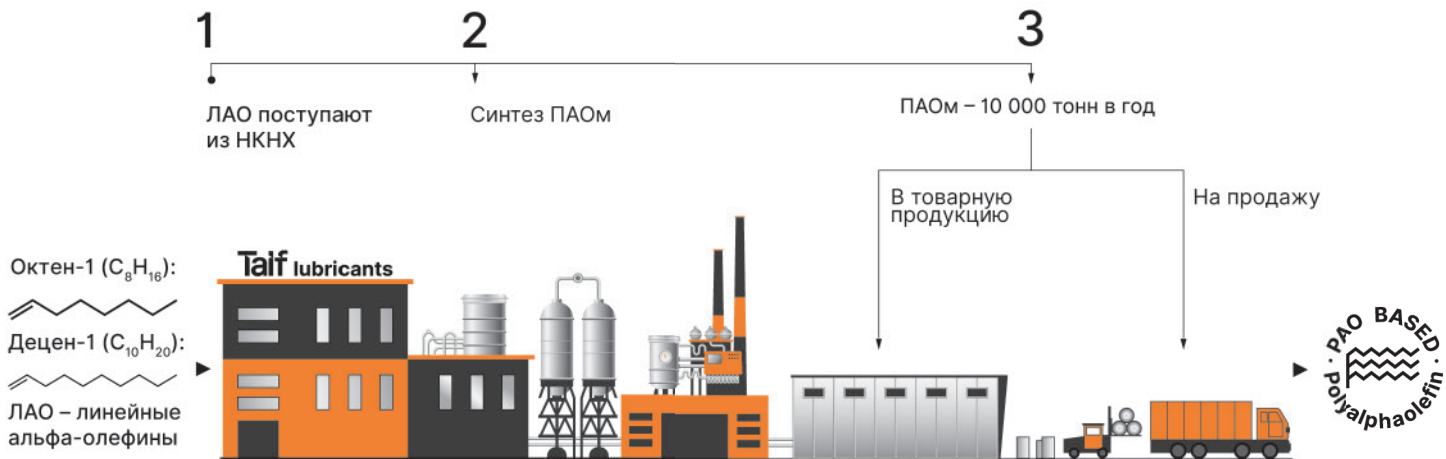 1
2
3
ЛАО поступают
из НКНХ
Синтез ПАОм
ПАОм – 10 000 тонн в год
В товарную
продукцию
На продажу
Октен-1 (C₈H₁₆):
Децен-1 (C₁₀H₂₀):
ЛАО – линейные
альфа-олефины
Taif lubricants
· PAO BASED ·
Polyalphaolefin